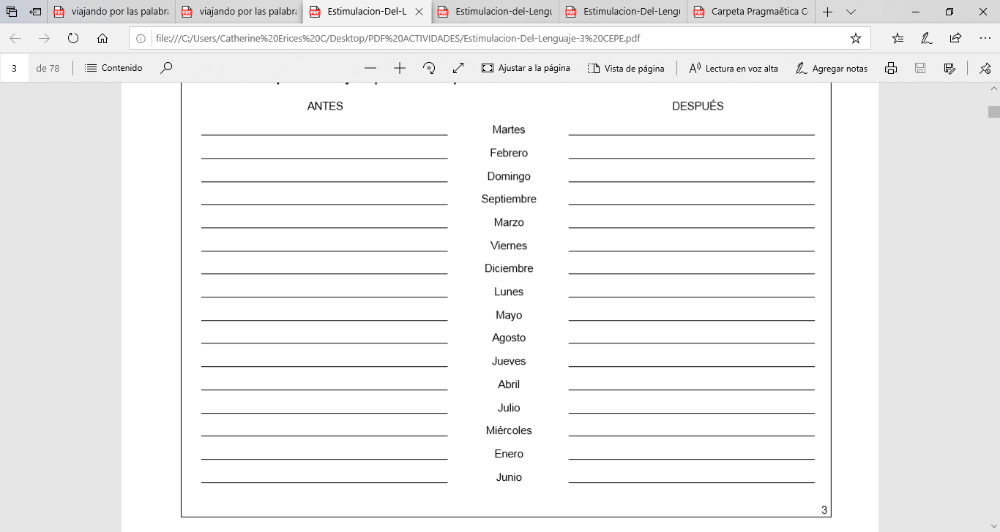 viajando por las palabra
viajando por las palabra
Estimulacion-Del-L
Estimulacion-del-Lengu
Estimulacion-Del-Lengu
Carpeta Pragmaětica C
file:///C:/Users/Catherine%20Erices%20C/Desktop/PDF%20ACTIVIDADES/Estimulacion-Del-Lenguaje-3%20CEPE.pdf
3 de 78 Contenido Ajustar a la página Vista de página Lectura en voz alta Agregar notas
ANTES DESPUÉS
Martes
Febrero
Domingo
Septiembre
Marzo
Viernes
Diciembre
Lunes
Mayo
Agosto
Jueves
Abril
Julio
Miércoles
Enero
Junio
3